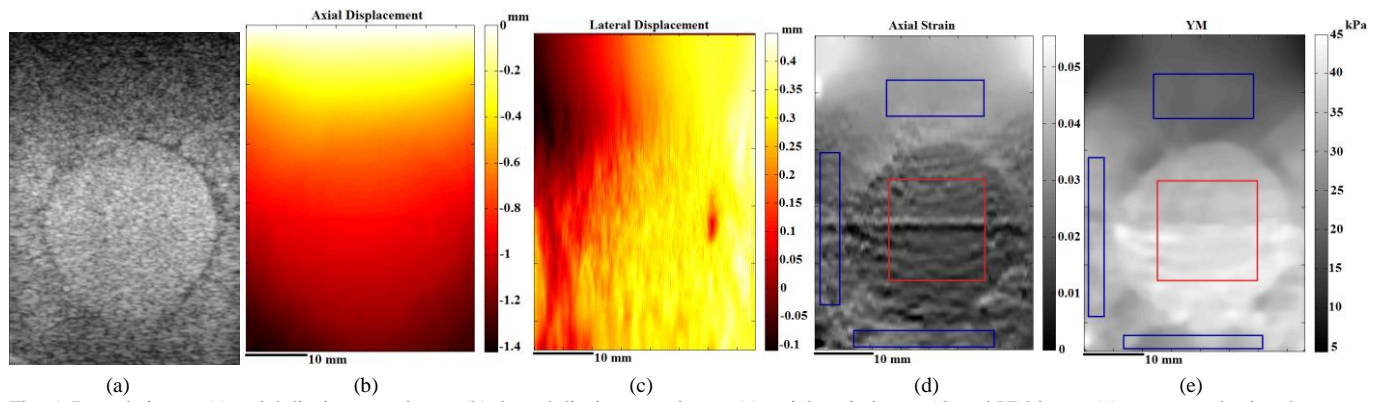 Axial Displacement
mm
0
-0.2
-0.4
-0.6
-0.8
-1
-1.2
-1.4
10 mm
Lateral Displacement
mm
0.4
0.35
0.3
0.25
0.2
0.15
0.1
0.05
0
-0.05
-0.1
10 mm
Axial Strain
0.05
0.04
0.03
0.02
0.01
0
10 mm
YM
kPa
45
40
35
30
25
20
15
10
5
10 mm
(a) (b) (c) (d) (e)